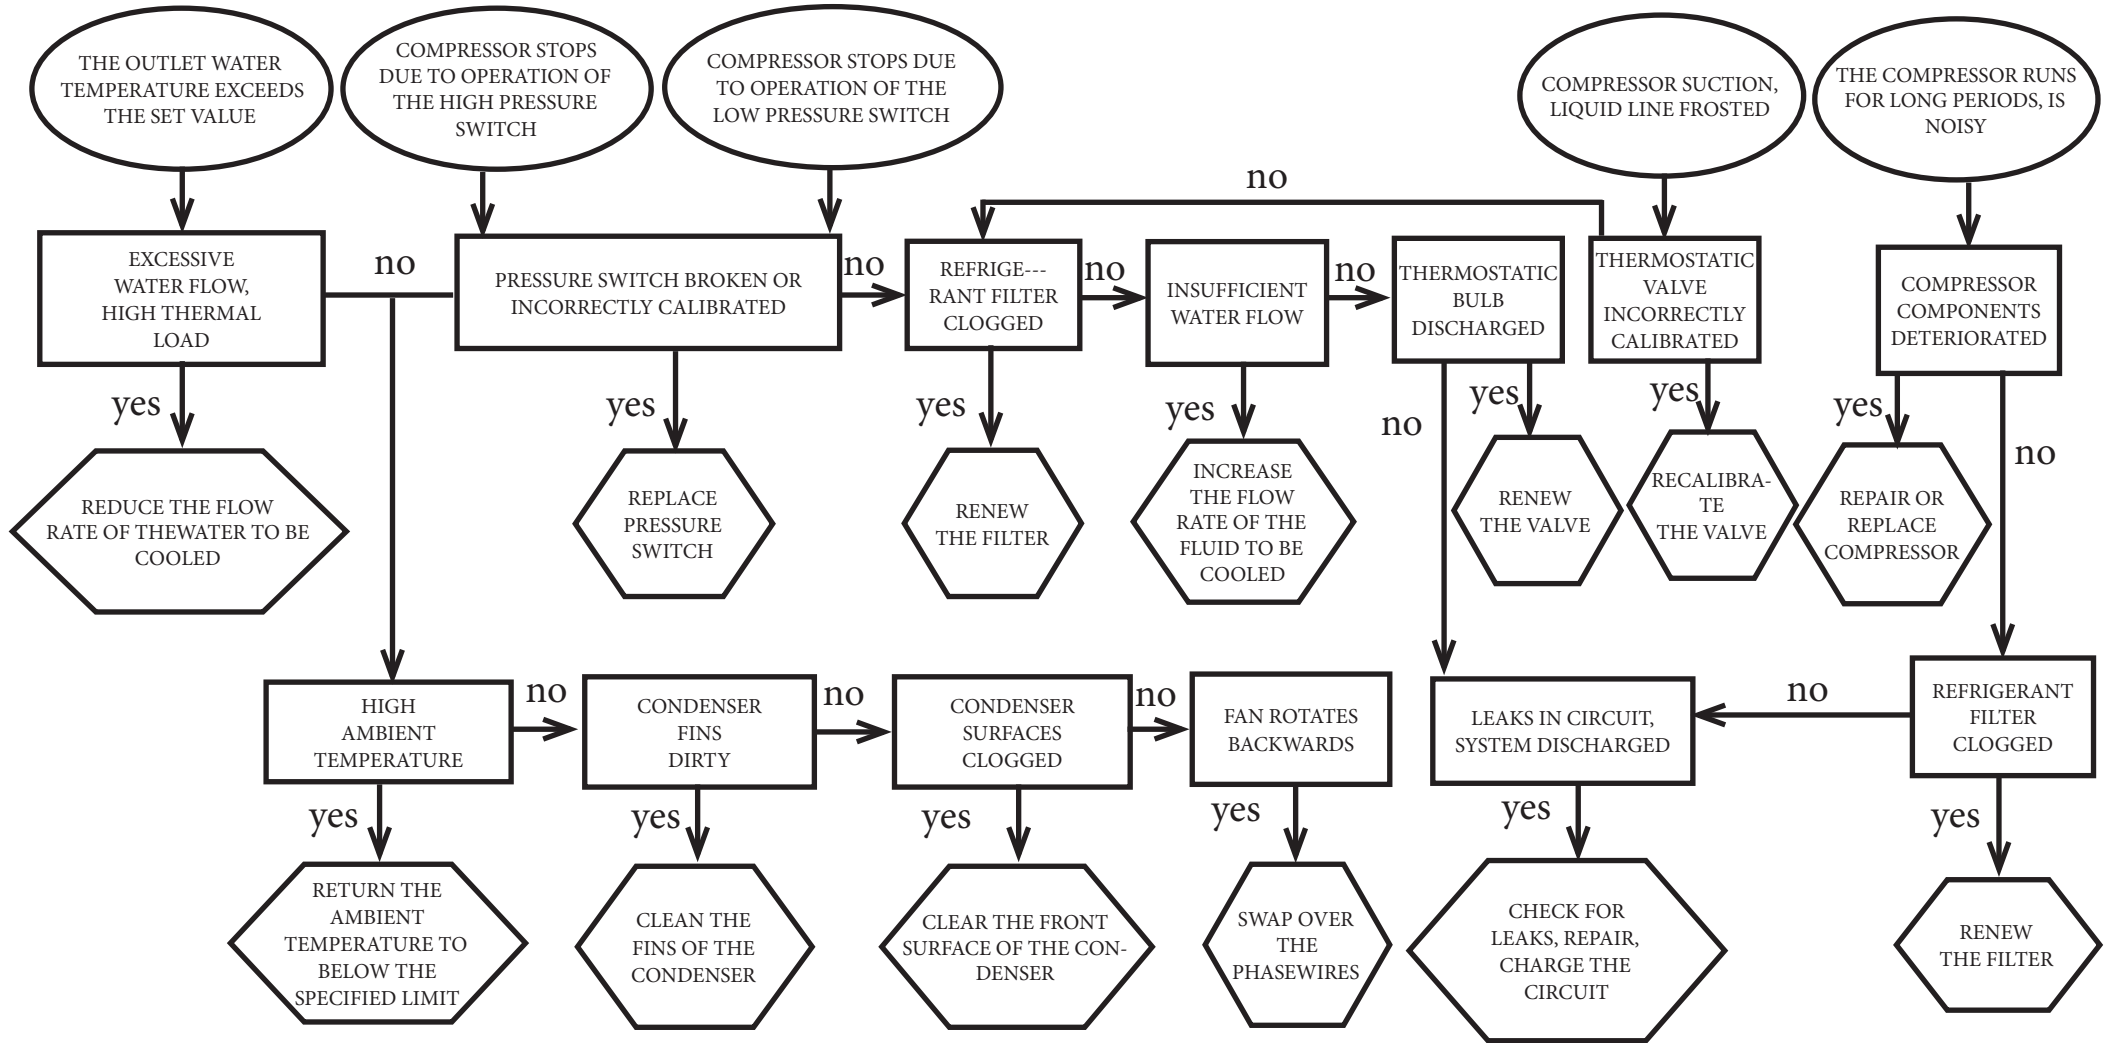 THE OUTLET WATER
TEMPERATURE EXCEEDS
THE SET VALUE
COMPRESSOR STOPS
DUE TO OPERATION OF
THE HIGH PRESSURE
SWITCH
COMPRESSOR STOPS DUE
TO OPERATION OF THE
LOW PRESSURE SWITCH
COMPRESSOR SUCTION,
LIQUID LINE FROSTED
THE COMPRESSOR RUNS
FOR LONG PERIODS, IS
NOISY
no
EXCESSIVE
WATER FLOW,
HIGH THERMAL
LOAD
no
PRESSURE SWITCH BROKEN OR
INCORRECTLY CALIBRATED
no
REFRIGE---
RANT FILTER
CLOGGED
no
INSUFFICIENT
WATER FLOW
no
THERMOSTATIC
BULB
DISCHARGED
THERMOSTATIC
VALVE
INCORRECTLY
CALIBRATED
COMPRESSOR
COMPONENTS
DETERIORATED
yes
yes
yes
yes
no
yes
yes
yes
no
REDUCE THE FLOW
RATE OF THEWATER TO BE
COOLED
REPLACE
PRESSURE
SWITCH
RENEW
THE FILTER
INCREASE
THE FLOW
RATE OF THE
FLUID TO BE
COOLED
RENEW
THE VALVE
RECALIBRA-
TE
THE VALVE
REPAIR OR
REPLACE
COMPRESSOR
HIGH
AMBIENT
TEMPERATURE
no
CONDENSER
FINS
DIRTY
no
CONDENSER
SURFACES
CLOGGED
no
FAN ROTATES
BACKWARDS
LEAKS IN CIRCUIT,
SYSTEM DISCHARGED
no
REFRIGERANT
FILTER
CLOGGED
yes
yes
yes
yes
yes
yes
RETURN THE
AMBIENT
TEMPERATURE TO
BELOW THE
SPECIFIED LIMIT
CLEAN THE
FINS OF THE
CONDENSER
CLEAR THE FRONT
SURFACE OF THE CON-
DENSER
SWAP OVER
THE
PHASEWIRES
CHECK FOR
LEAKS, REPAIR,
CHARGE THE
CIRCUIT
RENEW
THE FILTER